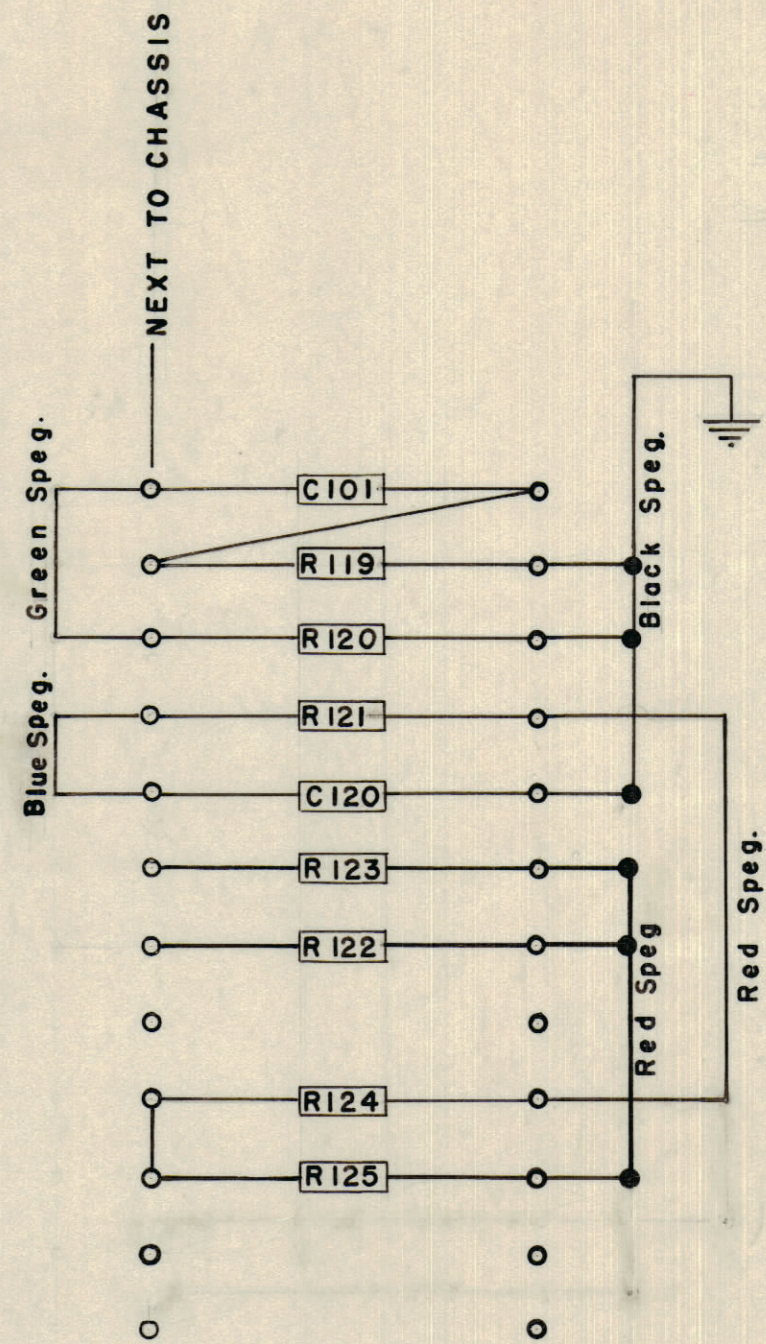 NEXT TO CHASSIS
Green Speg.
Blue Speg.
C101
R119
R120
R121
C120
R123
R122
R124
R125
Black Speg.
Red Speg
Red Speg.